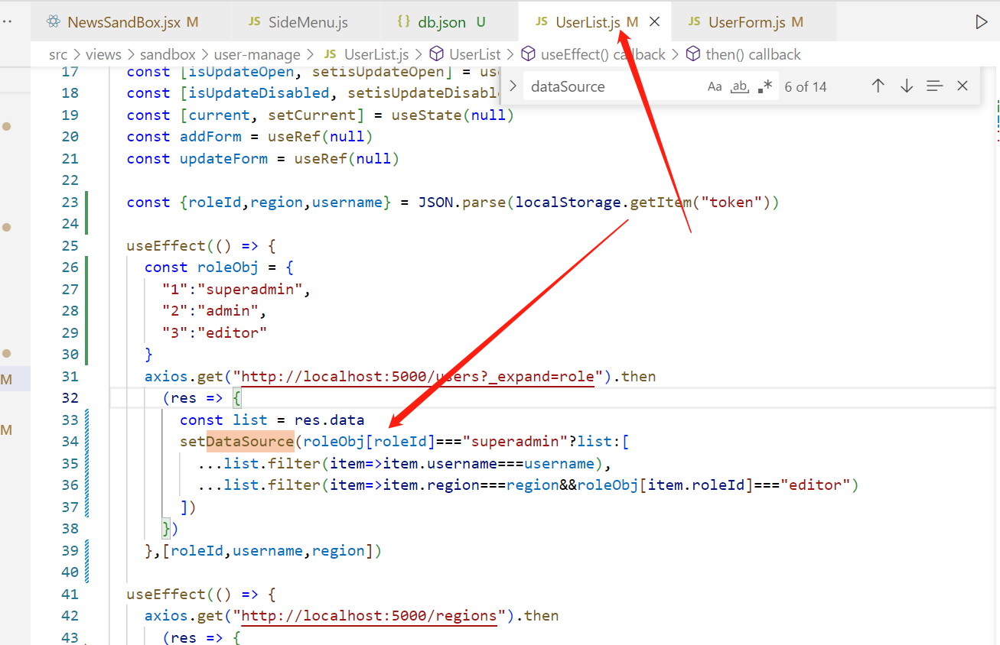 NewsSandBox.jsx M JS SideMenu.js {} db.json U JS UserList.js M JS UserForm.js M
src > views > sandbox > user-manage > JS UserList.js > UserList > useEffect() callback > then() callback
dataSource Aa ab 6 of 14
17 const [isUpdateOpen, setisUpdateOpen] = us
18 const [isUpdateDisabled, setisUpdateDisabl
19 const [current, setCurrent] = useState(null)
20 const addForm = useRef(null)
21 const updateForm = useRef(null)
22
23 const {roleId,region,username} = JSON.parse(localStorage.getItem("token"))
24
25 useEffect(() => {
26 const roleObj = {
27 "1":"superadmin",
28 "2":"admin",
29 "3":"editor"
30 }
31 axios.get("http://localhost:5000/users?_expand=role").then
32 (res => {
33 const list = res.data
34 setDataSource(roleObj[roleId]==="superadmin"?list:[
35 ...list.filter(item=>item.username===username),
36 ...list.filter(item=>item.region===region&&roleObj[item.roleId]==="editor")
37 ])
38 })
39 },[roleId,username,region])
40
41 useEffect(() => {
42 axios.get("http://localhost:5000/regions").then
43 (res => {
M
M